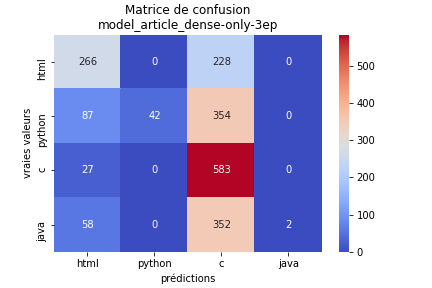 Matrice de confusion
model_article_dense-only-3ep
vraies valeurs
html 266 0 228 0
python 87 42 354 0
c 27 0 583 0
java 58 0 352 2
html python c java
prédictions
500
400
300
200
100
0